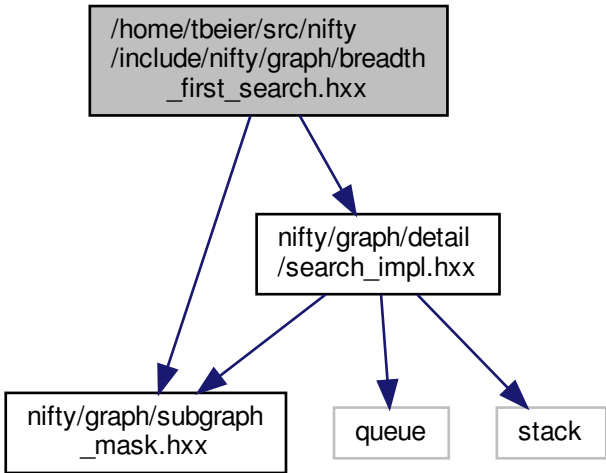 /home/tbeier/src/nifty
/include/nifty/graph/breadth
_first_search.hxx
nifty/graph/detail
/search_impl.hxx
nifty/graph/subgraph
_mask.hxx
queue
stack